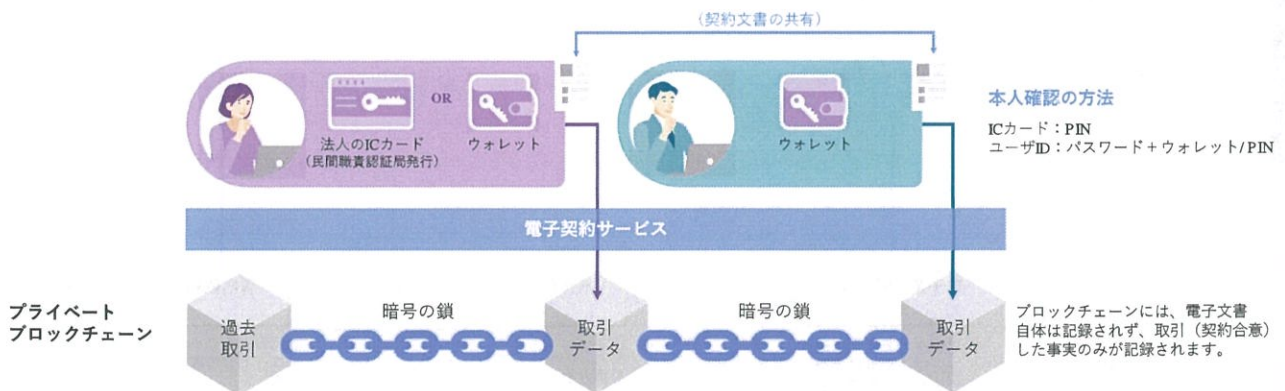 (契約文書の共有)
OR
法人のICカード
(民間職責認証局発行)
ウォレット
ウォレット
本人確認の方法
ICカード：PIN
ユーザID：パスワード＋ウォレット/PIN
電子契約サービス
プライベート
ブロックチェーン
過去
取引
暗号の鎖
取引
データ
暗号の鎖
取引
データ
ブロックチェーンには、電子文書
自体は記録されず、取引（契約合意）
した事実のみが記録されます。